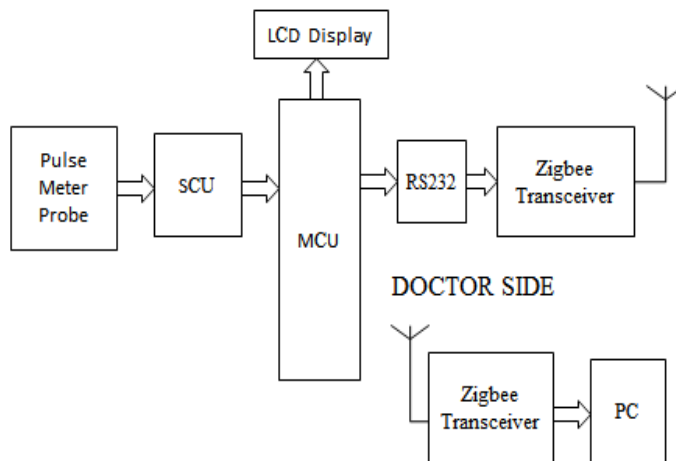 LCD Display
Pulse
Meter
Probe
SCU
MCU
RS232
Zigbee
Transceiver
DOCTOR SIDE
Zigbee
Transceiver
PC